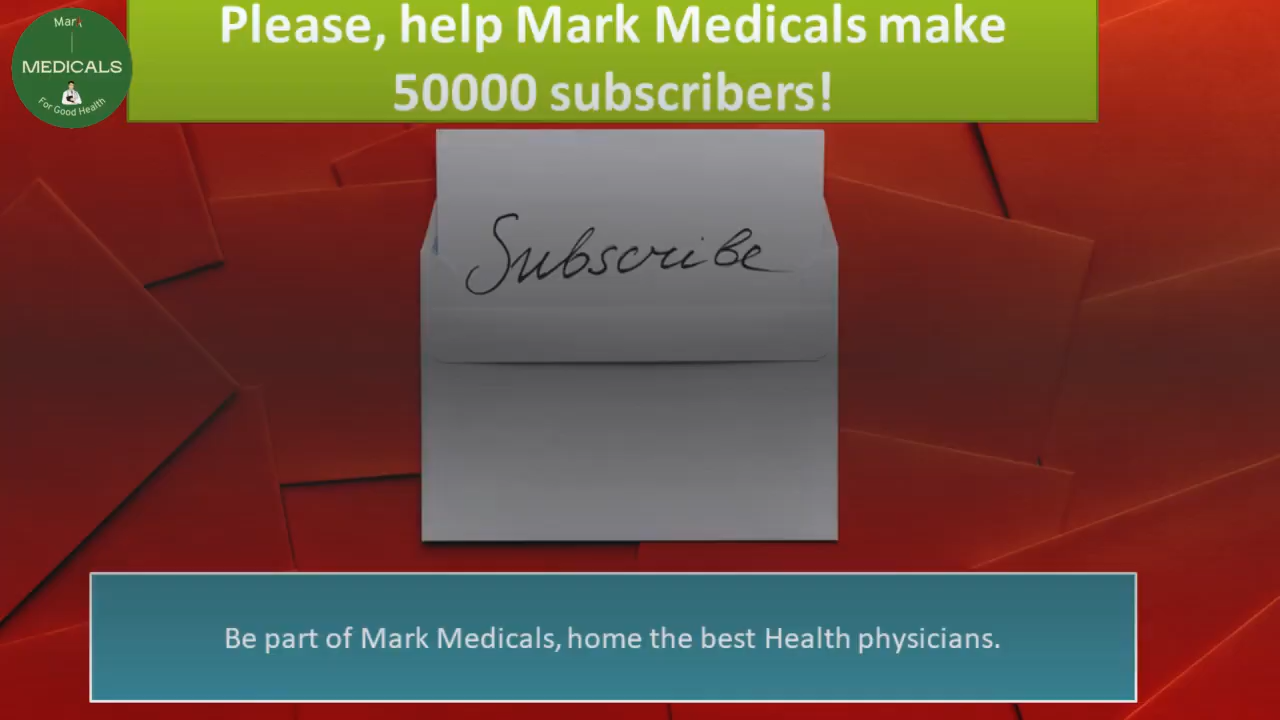 Please, help Mark Medicals make
50000 subscribers!
Mark
MEDICALS
For Good Health
Subscribe
Be part of Mark Medicals, home the best Health physicians.